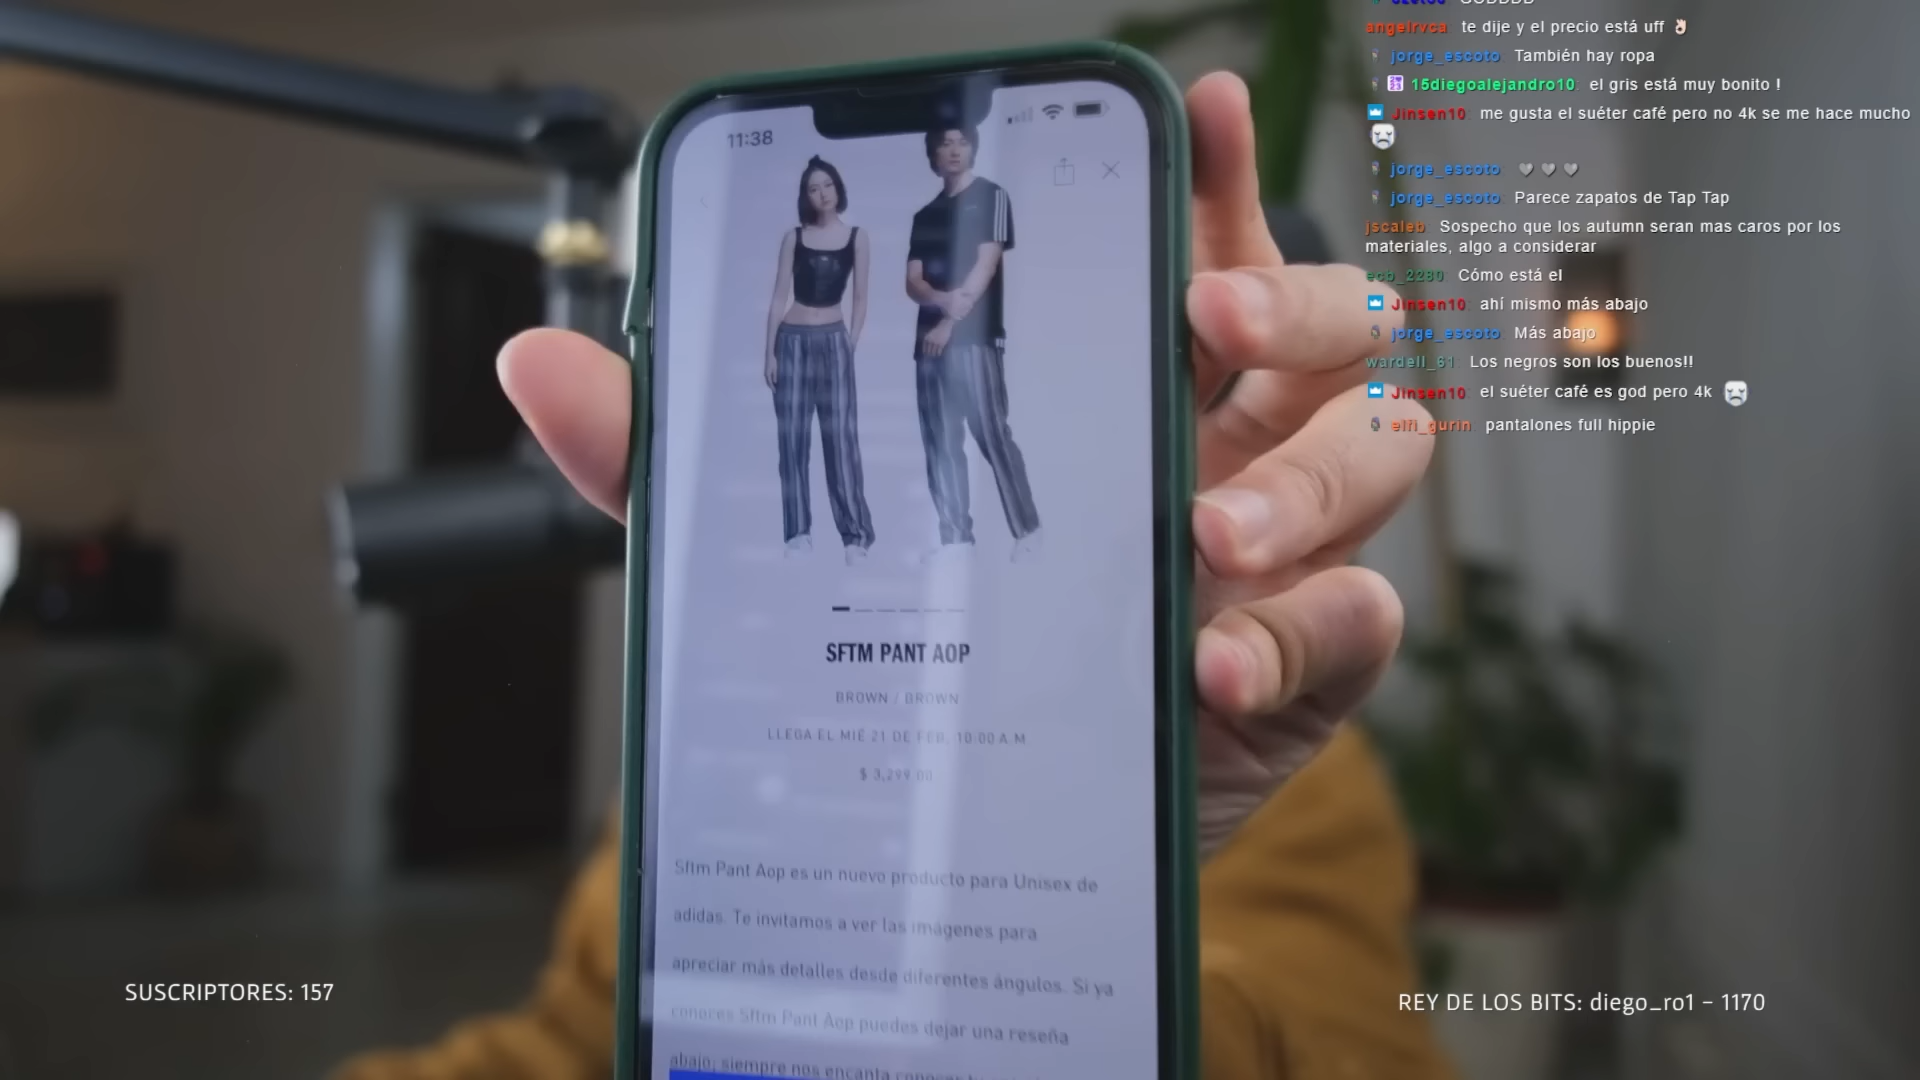 angelrvca te dije y el precio está uff
jorge_escoto También hay ropa
15diegoalejandro10: el gris está muy bonito !
Jinsen10: me gusta el suéter café pero no 4k se me hace mucho
jorge_escoto
jorge_escoto Parece zapatos de Tap Tap
jscaleb Sospecho que los autumn seran mas caros por los
materiales, algo a considerar
ecb_2280: Cómo está el
Jinsen10: ahí mismo más abajo
jorge_escoto Más abajo
wardell_61: Los negros son los buenos!!
Jinsen10: el suéter café es god pero 4k
elfi_gurin pantalones full hippie
11:38
SFTM PANT AOP
BROWN / BROWN
LLEGA EL MIÉ 21 DE FEB, 10:00 A.M.
$ 3,299.00
Sftm Pant Aop es un nuevo producto para Unisex de
adidas. Te invitamos a ver las imágenes para
apreciar más detalles desde diferentes ángulos. Si ya
conoces Sftm Pant Aop puedes dejar una reseña
abajo, siempre nos encanta conocer
SUSCRIPTORES: 157
REY DE LOS BITS: diego_ro1 - 1170